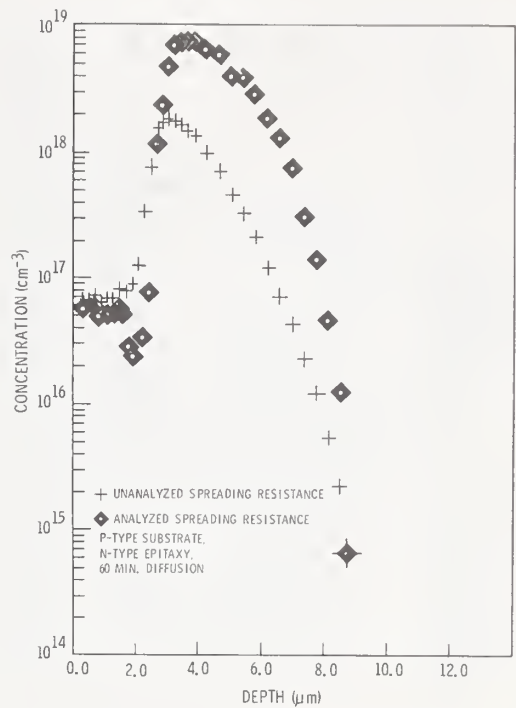 10^19
10^18
10^17
10^16
10^15
10^14
CONCENTRATION (cm^-3)
+ UNANALYZED SPREADING RESISTANCE
◆ ANALYZED SPREADING RESISTANCE
P-TYPE SUBSTRATE,
N-TYPE EPITAXY,
60 MIN. DIFFUSION
0.0 2.0 4.0 6.0 8.0 10.0 12.0
DEPTH (μm)